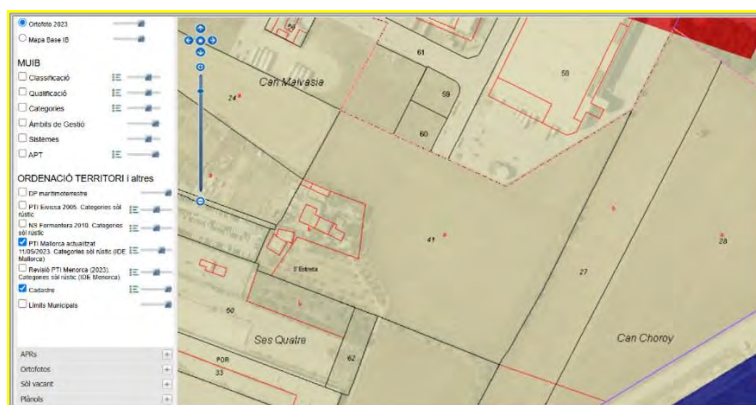 Ortofoto 2023
Mapa Base IB
MUIB
Classificació
Qualificació
Categories
Àmbits de Gestió
Sistemes
APT
ORDENACIÓ TERRITORI i altres
DP marítimoterrestre
PTI Eivissa 2005. Categories sòl
rústic
NS Formentera 2010. Categories
sòl rústic
PTI Mallorca actualitzat
11/05/2023. Categories sòl rústic (IDE
Mallorca)
Revisió PTI Menorca (2023).
Categories sòl rústic (IDE Menorca).
Cadastre
Límits Municipals
APRs
Ortofotos
Sòl vacant
Plànols
61
Can Malvasia
24
59
60
58
41
27
28
S'Estreta
60
Ses Quatre
Can Choroy
62
POR
33